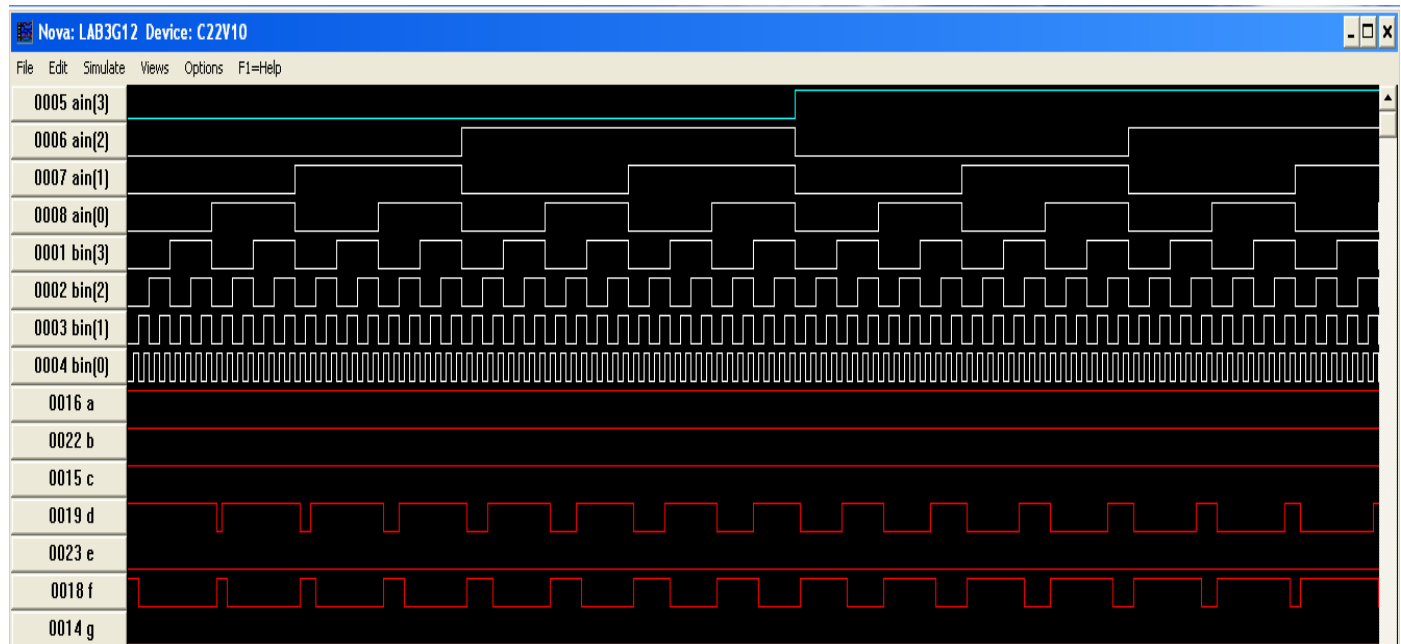 Nova: LAB3G12 Device: C22V10
File Edit Simulate Views Options F1=Help
0005 ain(3)
0006 ain(2)
0007 ain(1)
0008 ain(0)
0001 bin(3)
0002 bin(2)
0003 bin(1)
0004 bin(0)
0016 a
0022 b
0015 c
0019 d
0023 e
0018 f
0014 g